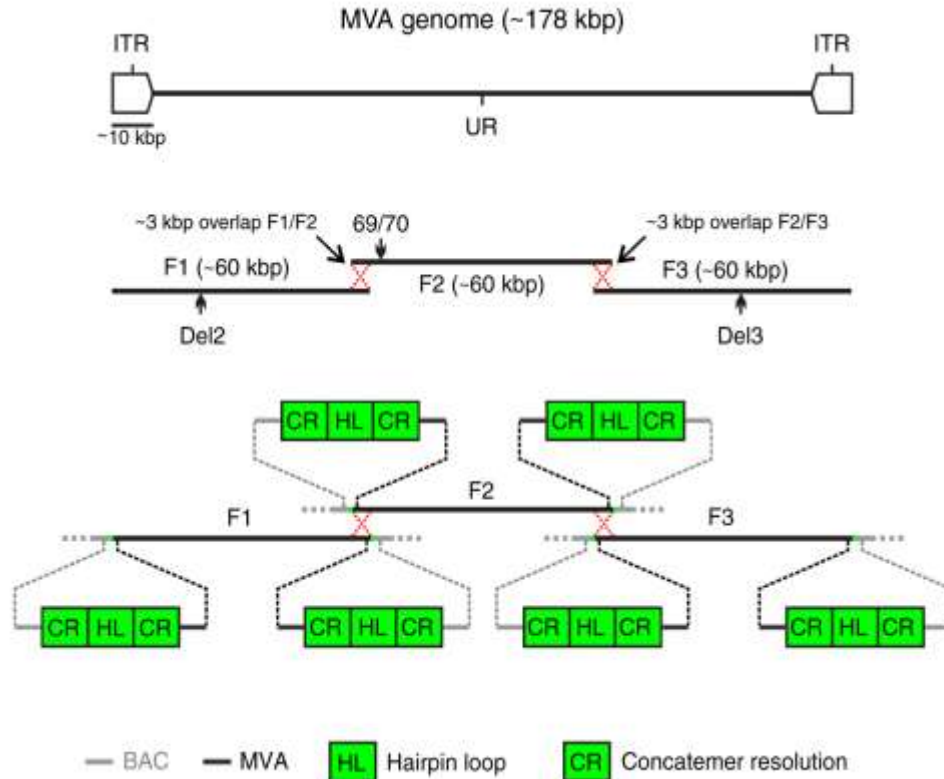 MVA genome (~178 kbp)
ITR
ITR
UR
~10 kbp
~3 kbp overlap F1/F2
69/70
~3 kbp overlap F2/F3
F1 (~60 kbp)
F2 (~60 kbp)
F3 (~60 kbp)
Del2
Del3
CR HL CR
CR HL CR
F2
F1
F3
CR HL CR
CR HL CR
CR HL CR
CR HL CR
BAC
MVA
HL Hairpin loop
CR Concatemer resolution